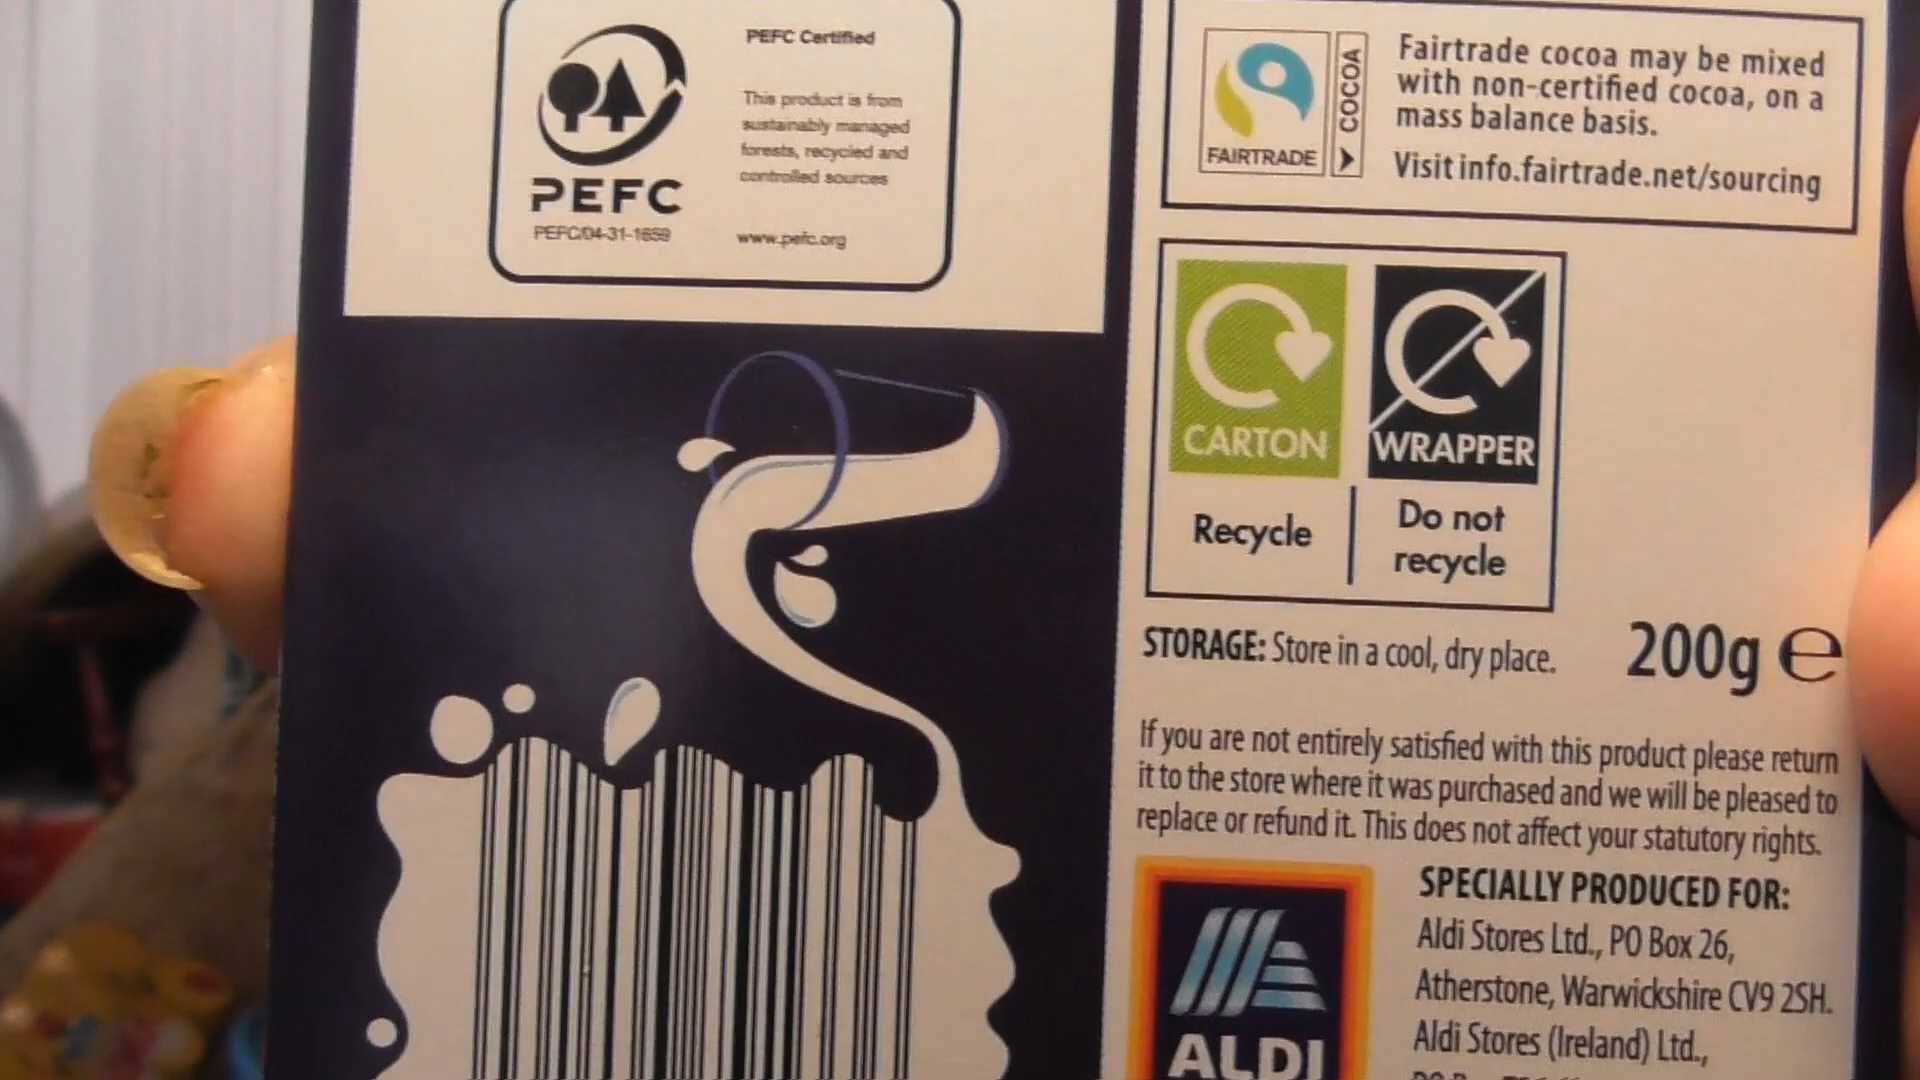 PEFC Certified
This product is from
sustainably managed
forests, recycled and
controlled sources
PEFC
PEFC/04-31-1659
www.pefc.org
FAIRTRADE
COCOA
Fairtrade cocoa may be mixed
with non-certified cocoa, on a
mass balance basis.
Visit info.fairtrade.net/sourcing
CARTON
WRAPPER
Recycle
Do not
recycle
STORAGE: Store in a cool, dry place.
200g ℮
If you are not entirely satisfied with this product please return
it to the store where it was purchased and we will be pleased to
replace or refund it. This does not affect your statutory rights.
ALDI
SPECIALLY PRODUCED FOR:
Aldi Stores Ltd., PO Box 26,
Atherstone, Warwickshire CV9 2SH.
Aldi Stores (Ireland) Ltd.,